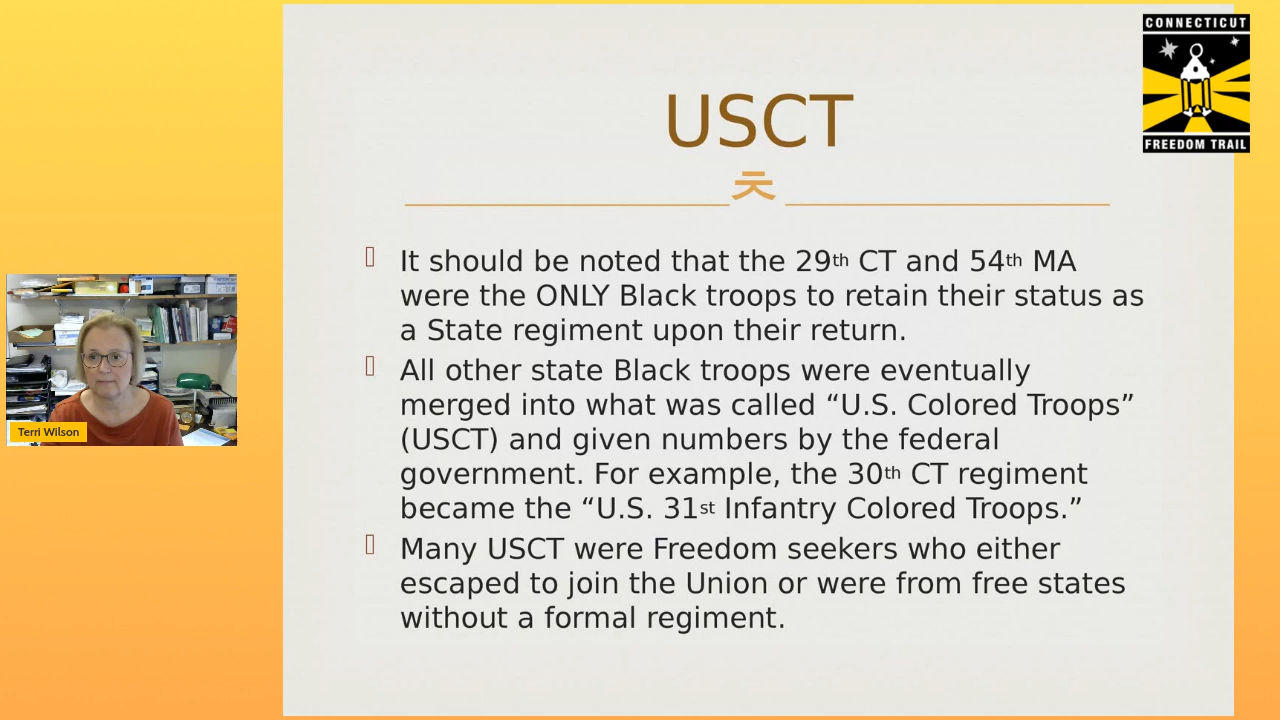 CONNECTICUT
FREEDOM TRAIL
USCT
ㅊ
It should be noted that the 29th CT and 54th MA
were the ONLY Black troops to retain their status as
a State regiment upon their return.
All other state Black troops were eventually
merged into what was called “U.S. Colored Troops”
(USCT) and given numbers by the federal
government. For example, the 30th CT regiment
became the “U.S. 31st Infantry Colored Troops.”
Many USCT were Freedom seekers who either
escaped to join the Union or were from free states
without a formal regiment.
Terri Wilson